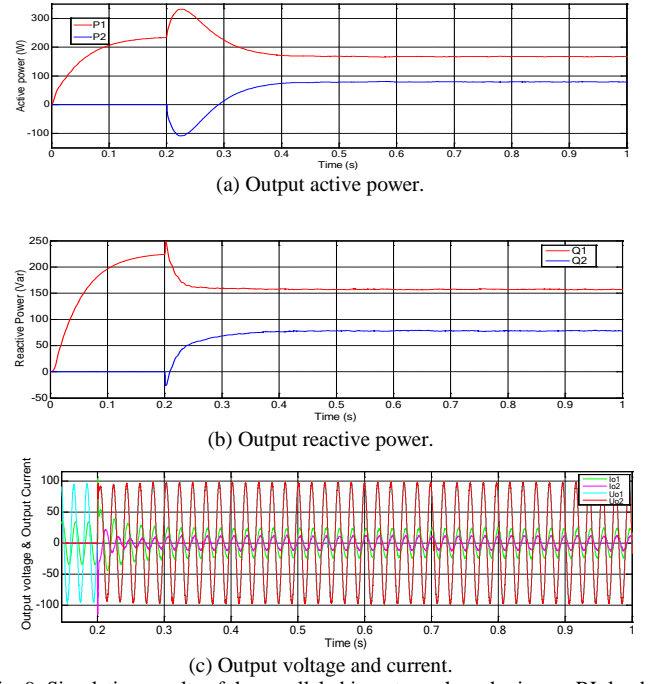 Active power (W)
300
200
100
0
-100
P1
P2
0 0.1 0.2 0.3 0.4 0.5 0.6 0.7 0.8 0.9 1
Time (s)
(a) Output active power.
Reactive Power (Var)
250
200
150
100
50
0
-50
Q1
Q2
0 0.1 0.2 0.3 0.4 0.5 0.6 0.7 0.8 0.9 1
Time (s)
(b) Output reactive power.
Output voltage & Output Current
100
50
0
-50
-100
Io1
Io2
Uo1
Uo2
0.2 0.3 0.4 0.5 0.6 0.7 0.8 0.9 1
Time (s)
(c) Output voltage and current.